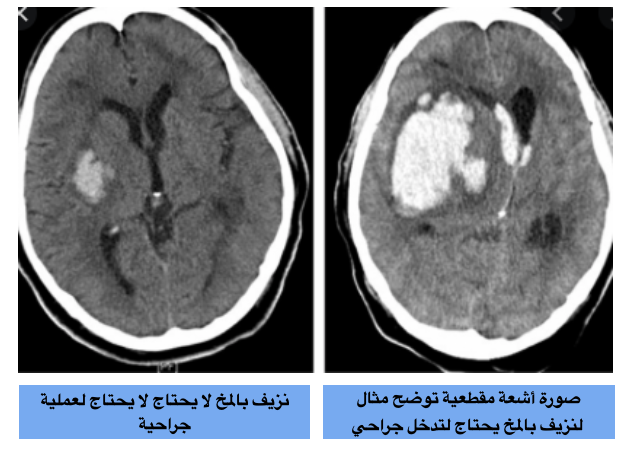 صورة أشعة مقطعية توضح مثال
لنزيف بالمخ يحتاج لتدخل جراحي
نزيف بالمخ لا يحتاج لا يحتاج لعملية
جراحية